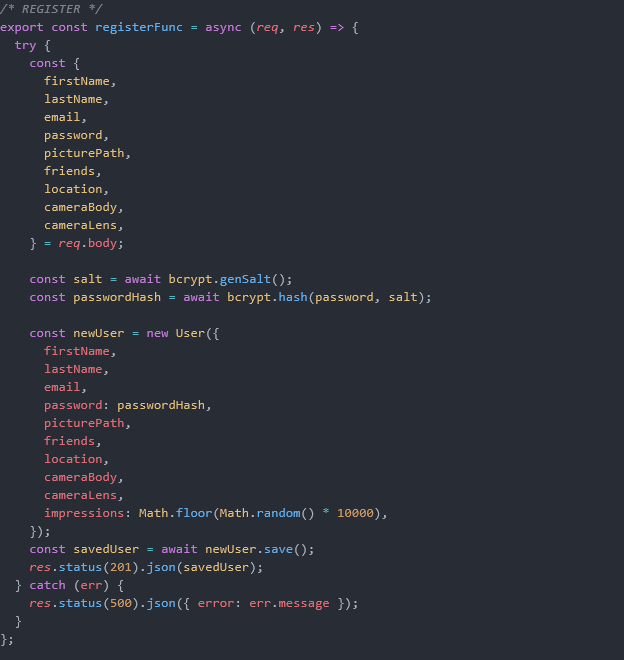 /* REGISTER */
export const registerFunc = async (req, res) => {
  try {
    const {
      firstName,
      lastName,
      email,
      password,
      picturePath,
      friends,
      location,
      cameraBody,
      cameraLens,
    } = req.body;

    const salt = await bcrypt.genSalt();
    const passwordHash = await bcrypt.hash(password, salt);

    const newUser = new User({
      firstName,
      lastName,
      email,
      password: passwordHash,
      picturePath,
      friends,
      location,
      cameraBody,
      cameraLens,
      impressions: Math.floor(Math.random() * 10000),
    });
    const savedUser = await newUser.save();
    res.status(201).json(savedUser);
  } catch (err) {
    res.status(500).json({ error: err.message });
  }
};